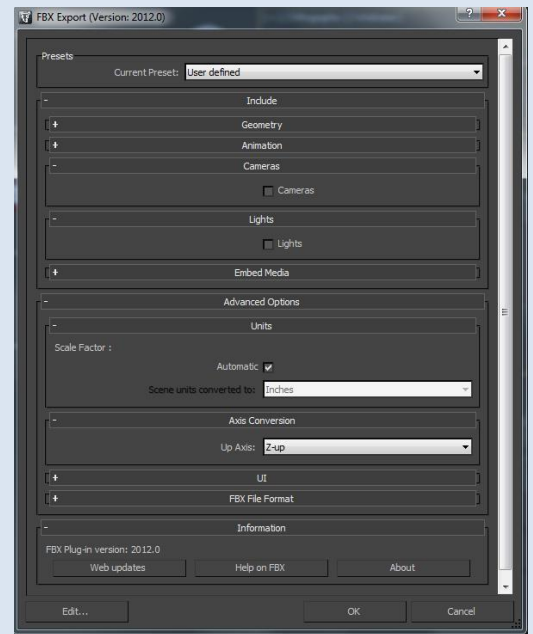 FBX Export (Version: 2012.0)
Presets
Current Preset: User defined
- Include
+ Geometry
+ Animation
- Cameras
Cameras
- Lights
Lights
+ Embed Media
- Advanced Options
- Units
Scale Factor :
Automatic
Scene units converted to: Inches
- Axis Conversion
Up Axis: Z-up
+ UI
+ FBX File Format
- Information
FBX Plug-in version: 2012.0
Web updates Help on FBX About
Edit... OK Cancel